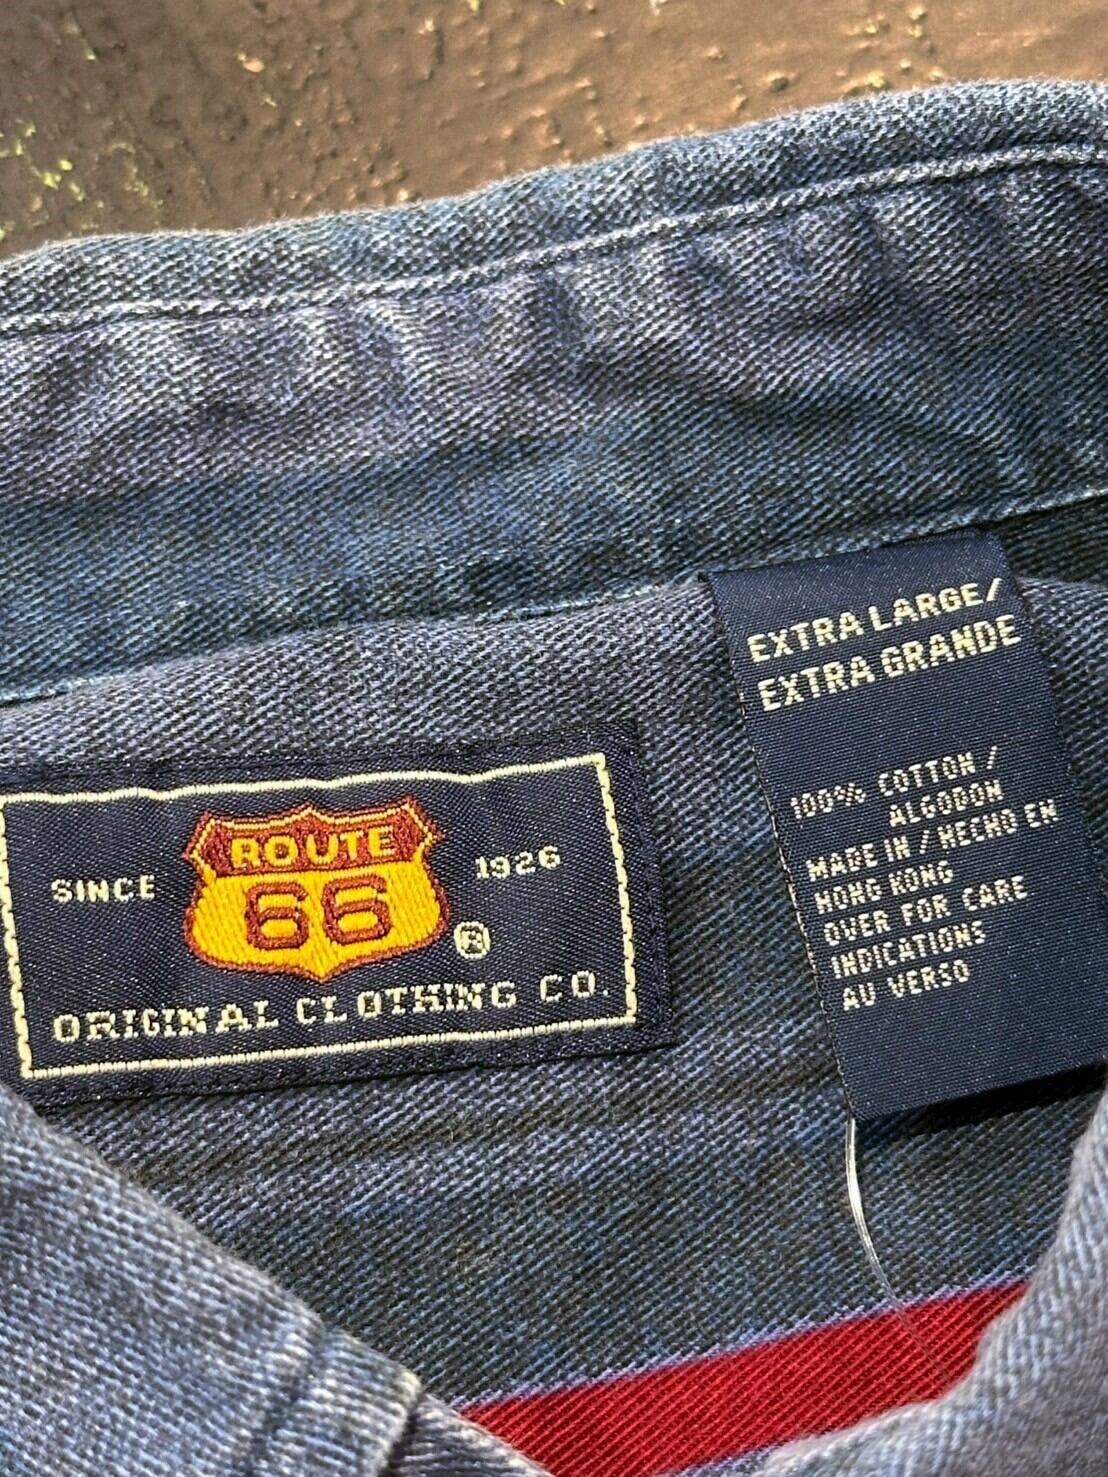 ROUTE
66
SINCE
1926
®
ORIGINAL CLOTHING CO.
EXTRA LARGE/
EXTRA GRANDE
100% COTTON /
ALGODON
MADE IN / HECHO EN
HONG KONG
OVER FOR CARE
INDICATIONS
AU VERSO